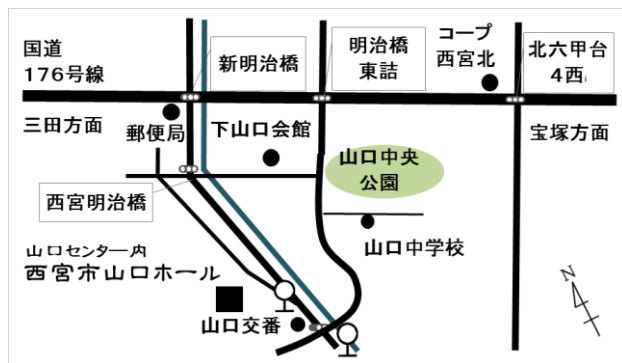 国道
176号線
新明治橋
明治橋
東詰
コープ
西宮北
北六甲台
4西
三田方面
郵便局
下山口会館
山口中央
公園
宝塚方面
西宮明治橋
山口中学校
山口センター内
西宮市山口ホール
山口交番
N